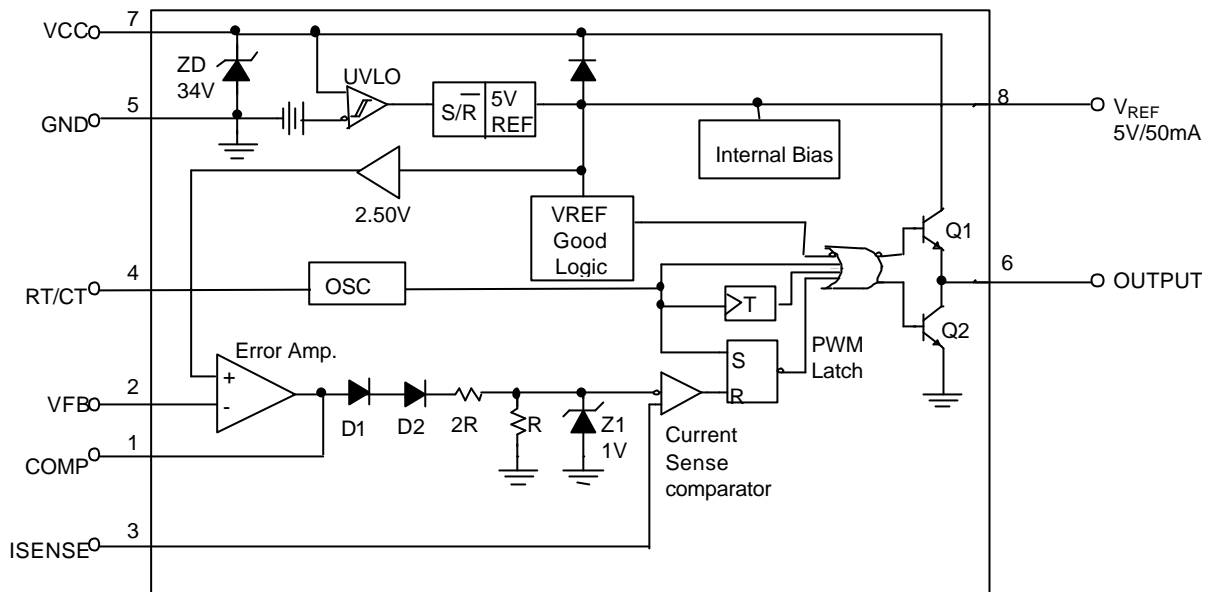 7
VCC
ZD
34V
UVLO
S/R
5V
REF
5
GND
8
VREF
5V/50mA
Internal Bias
2.50V
VREF
Good
Logic
Q1
4
RT/CT
OSC
6
OUTPUT
T
Q2
Error Amp.
PWM
Latch
S
R
+
-
2
VFB
D1
D2
2R
R
Z1
1V
1
COMP
Current
Sense
comparator
3
ISENSE